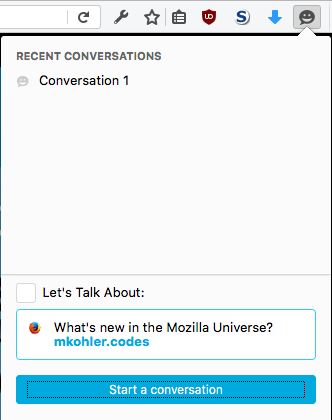 RECENT CONVERSATIONS
Conversation 1
Let's Talk About:
What's new in the Mozilla Universe?
mkohler.codes
Start a conversation